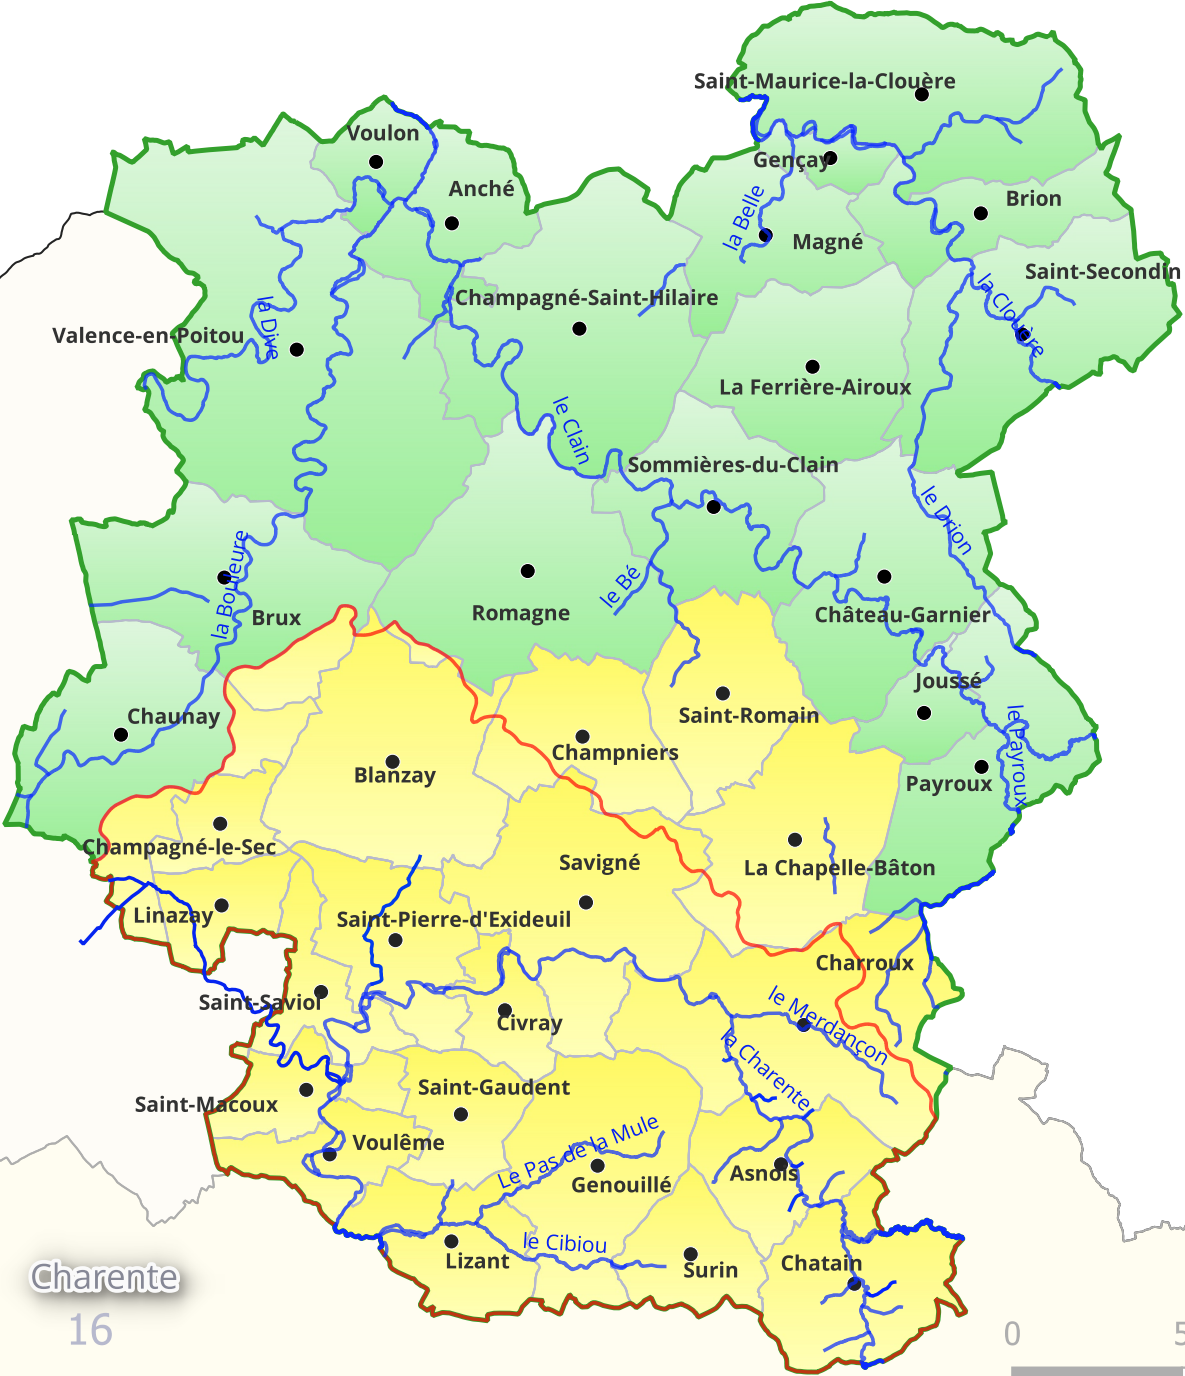 Saint-Maurice-la-Clouère
Voulon
Gençay
Anché
Brion
la Belle
Magné
Saint-Secondin
Champagné-Saint-Hilaire
la Clouère
la Dive
Valence-en-Poitou
La Ferrière-Airoux
le Clain
Sommières-du-Clain
le Drion
la Bouleure
le Bé
Romagne
Château-Garnier
Brux
Joussé
Chaunay
Saint-Romain
le Payroux
Champniers
Blanzay
Payroux
Champagné-le-Sec
Savigné
La Chapelle-Bâton
Linazay
Saint-Pierre-d'Exideuil
Charroux
Saint-Saviol
Civray
le Merdançon
la Charente
Saint-Gaudent
Saint-Macoux
Voulême
Le Pas de la Mule
Asnois
Genouillé
le Cibiou
Lizant
Surin
Chatain
Charente
16
0
5